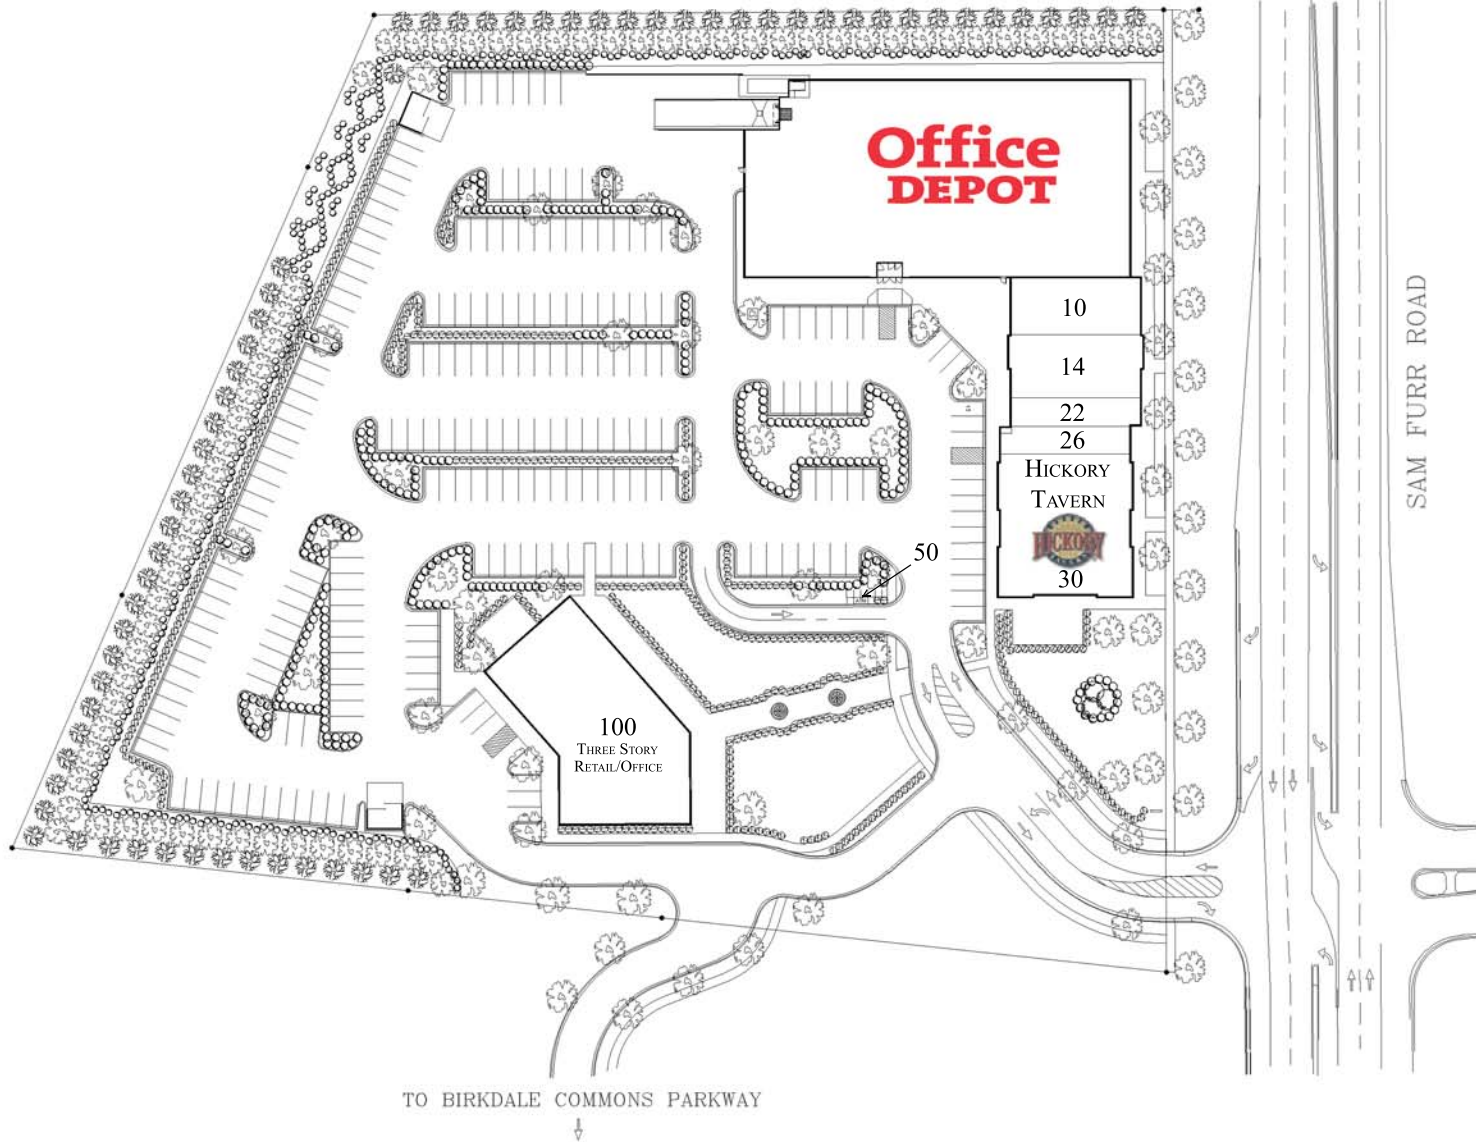 Office
DEPOT
10
14
22
26
HICKORY
TAVERN
HICKORY
30
50
100
THREE STORY
RETAIL/OFFICE
SAM FURR ROAD
TO BIRKDALE COMMONS PARKWAY